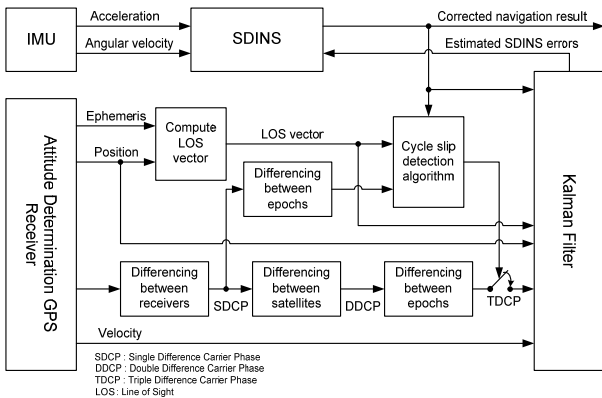 IMU
Acceleration
Angular velocity
SDINS
Corrected navigation result
Estimated SDINS errors
Attitude Determination GPS
Receiver
Ephemeris
Position
Compute
LOS
vector
LOS vector
Differencing
between
epochs
Cycle slip
detection
algorithm
Kalman Filter
Differencing
between
receivers
SDCP
Differencing
between
satellites
DDCP
Differencing
between
epochs
TDCP
Velocity
SDCP : Single Difference Carrier Phase
DDCP : Double Difference Carrier Phase
TDCP : Triple Difference Carrier Phase
LOS : Line of Sight